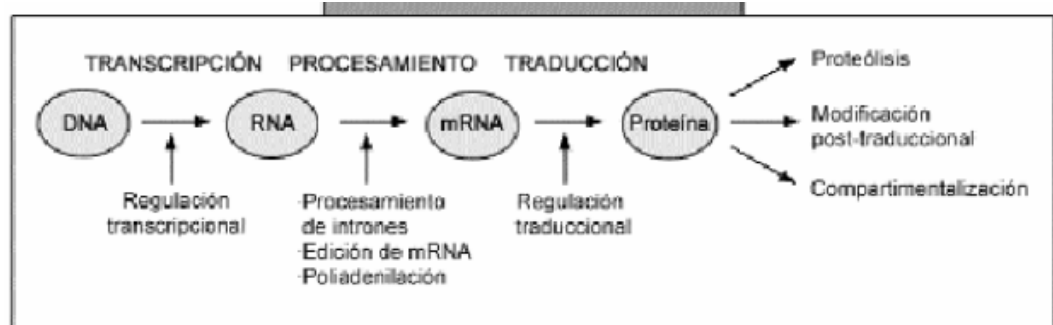 TRANSCRIPCIÓN PROCESAMIENTO TRADUCCIÓN
DNA
RNA
mRNA
Proteína
Proteólisis
Modificación
post-traduccional
Compartimentalización
Regulación
transcripcional
·Procesamiento
de intrones
·Edición de mRNA
·Poliadenilación
Regulación
traduccional